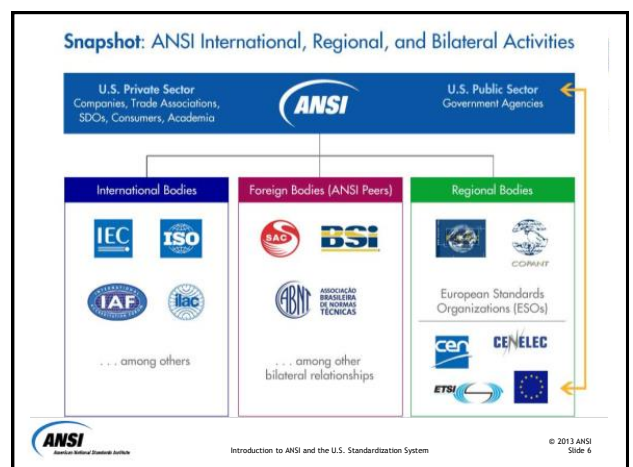 Snapshot: ANSI International, Regional, and Bilateral Activities
U.S. Private Sector
Companies, Trade Associations,
SDOs, Consumers, Academia
ANSI
U.S. Public Sector
Government Agencies
International Bodies
IEC
ISO
INTERNATIONAL
ACCREDITATION FORUM
IAF
ilac
. . . among others
Foreign Bodies (ANSI Peers)
SAC
BSi
ABNT
ASSOCIAÇÃO
BRASILEIRA
DE NORMAS
TÉCNICAS
. . . among other
bilateral relationships
Regional Bodies
COPANT
European Standards
Organizations (ESOs)
cen
CENELEC
ETSI
ANSI
American National Standards Institute
Introduction to ANSI and the U.S. Standardization System
© 2013 ANSI
Slide 6